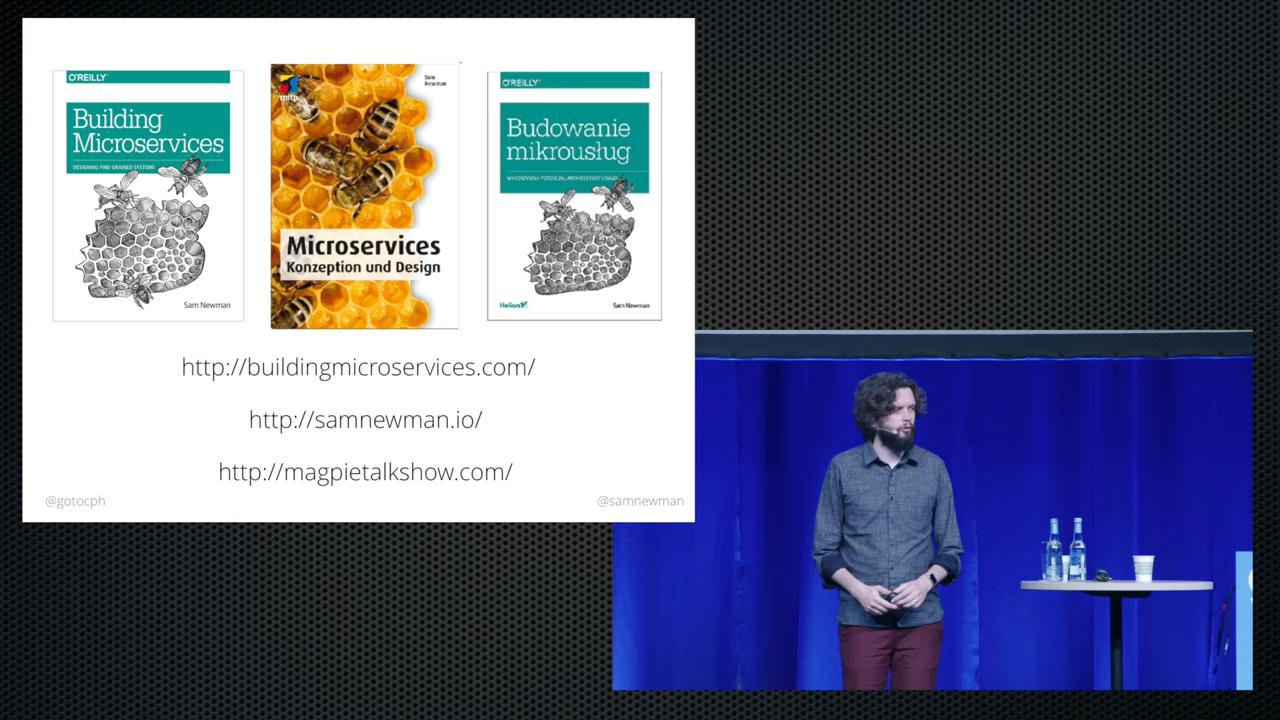 O'REILLY®
Building
Microservices
DESIGNING FINE-GRAINED SYSTEMS
Sam Newman
mitp
Sam
Newman
Microservices
Konzeption und Design
O'REILLY®
Budowanie
mikrousług
WYKORZYSTAJ POTENCJAŁ ARCHITEKTURY USŁUG!
Helion
Sam Newman
http://buildingmicroservices.com/
http://samnewman.io/
http://magpietalkshow.com/
@gotocph
@samnewman